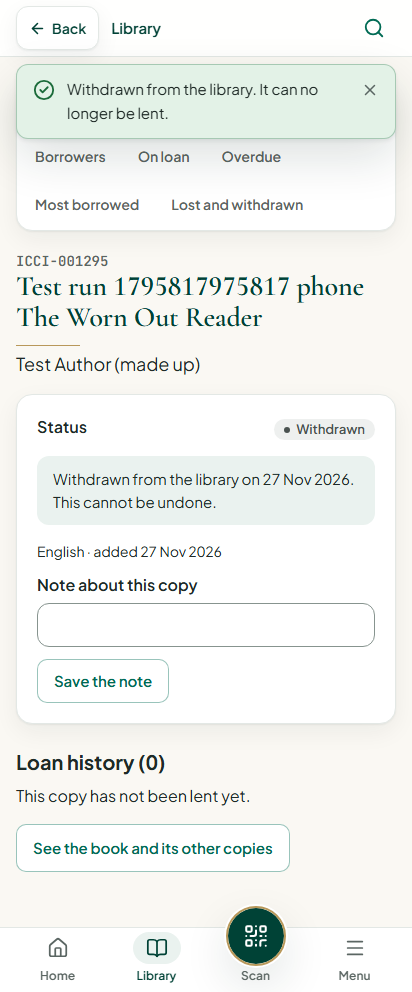 Back
Library
Withdrawn from the library. It can no
longer be lent.
Borrowers
On loan
Overdue
Most borrowed
Lost and withdrawn
ICCI-001295
Test run 1795817975817 phone
The Worn Out Reader
Test Author (made up)
Status
Withdrawn
Withdrawn from the library on 27 Nov 2026.
This cannot be undone.
English · added 27 Nov 2026
Note about this copy
Save the note
Loan history (0)
This copy has not been lent yet.
See the book and its other copies
Home
Library
Scan
Menu